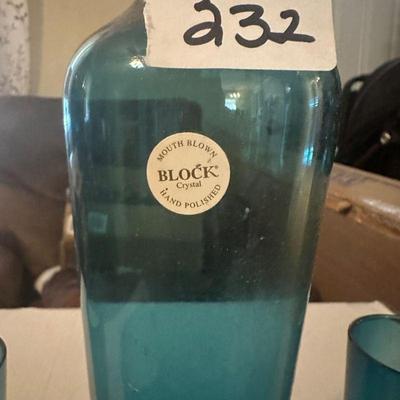 232
MOUTH BLOWN
BLOCK®
Crystal
HAND POLISHED